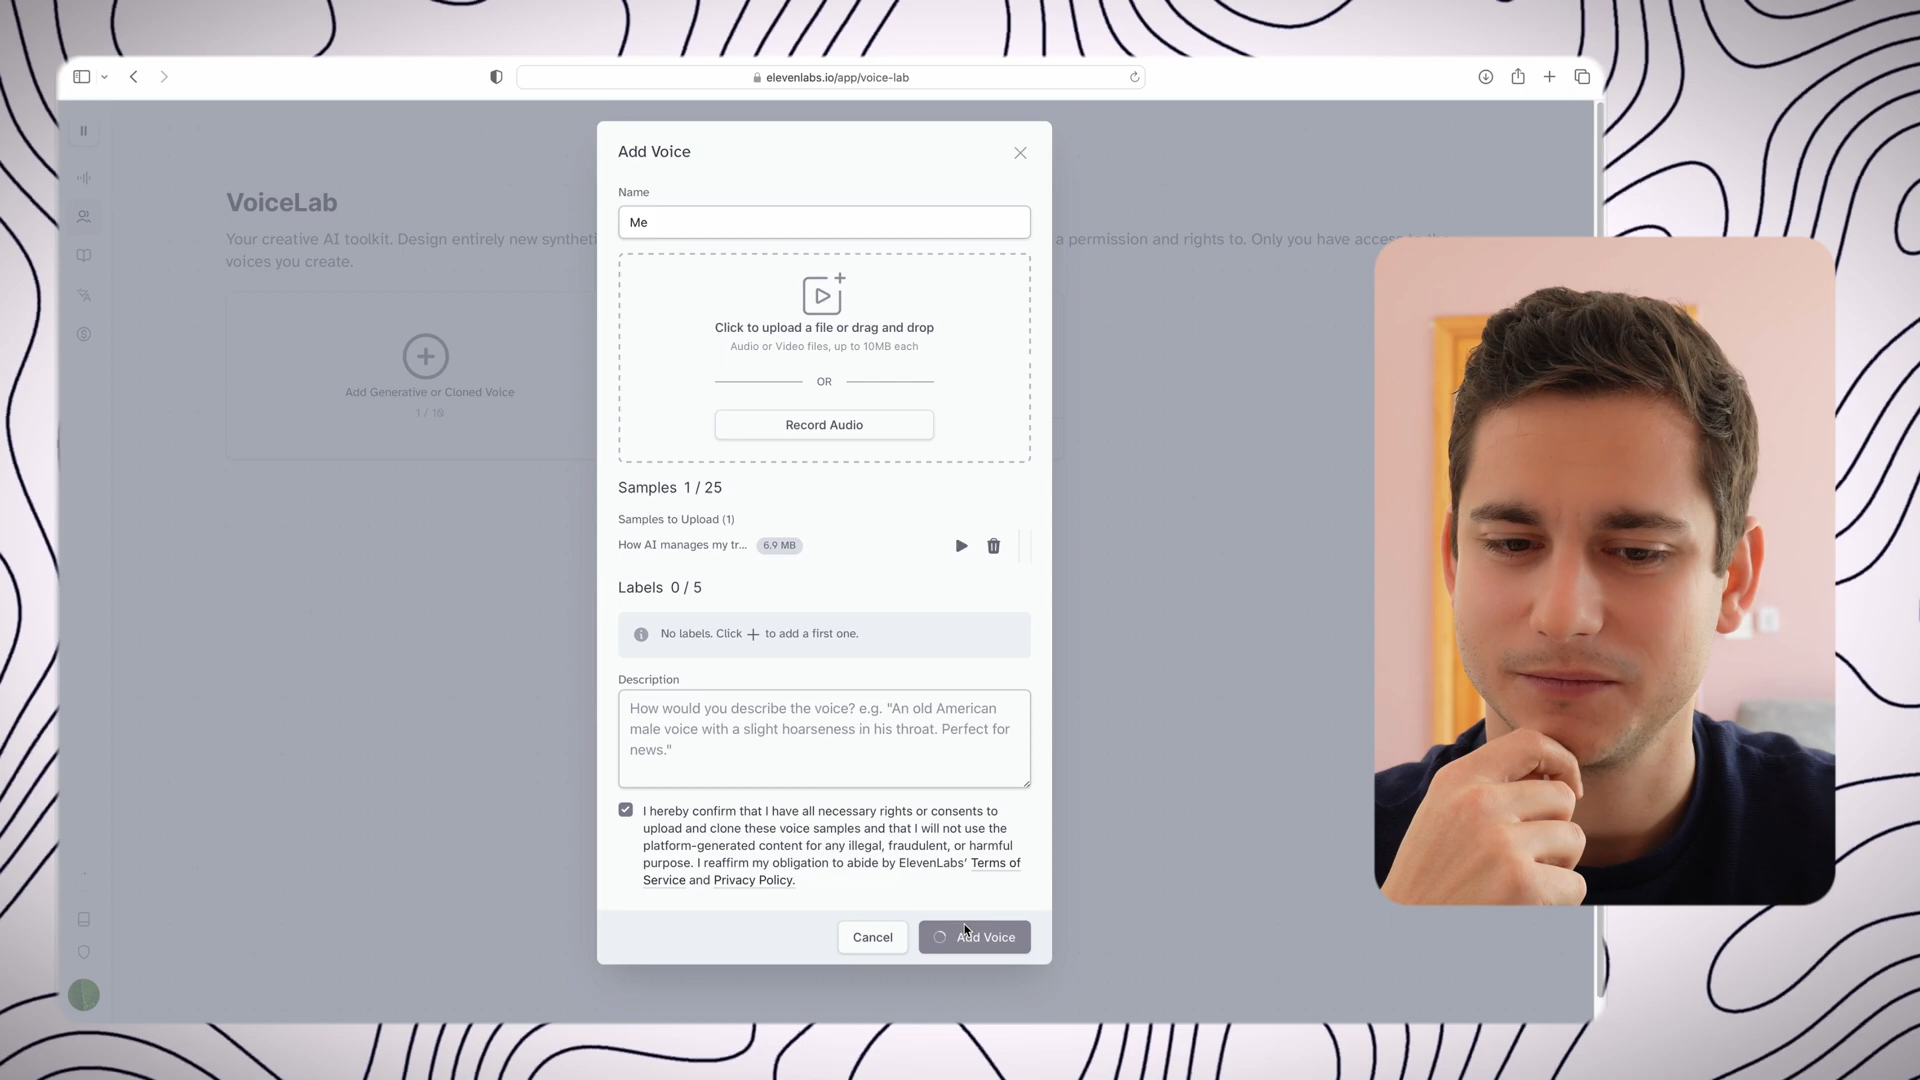 elevenlabs.io/app/voice-lab
Add Voice
Name
Me
VoiceLab
Your creative AI toolkit. Design entirely new a permission and rights to. Only you have
voices you create.
Click to upload a file or drag and drop
Audio or Video files, up to 10MB each
OR
Add Generative or Cloned Voice
1 / 10
Record Audio
Samples 1 / 25
Samples to Upload (1)
How AI manages my tr... 6.9 MB
Labels 0 / 5
No labels. Click + to add a first one.
Description
How would you describe the voice? e.g. "An old American
male voice with a slight hoarseness in his throat. Perfect for
news."
I hereby confirm that I have all necessary rights or consents to
upload and clone these voice samples and that I will not use the
platform-generated content for any illegal, fraudulent, or harmful
purpose. I reaffirm my obligation to abide by ElevenLabs' Terms of
Service and Privacy Policy.
Cancel
Add Voice